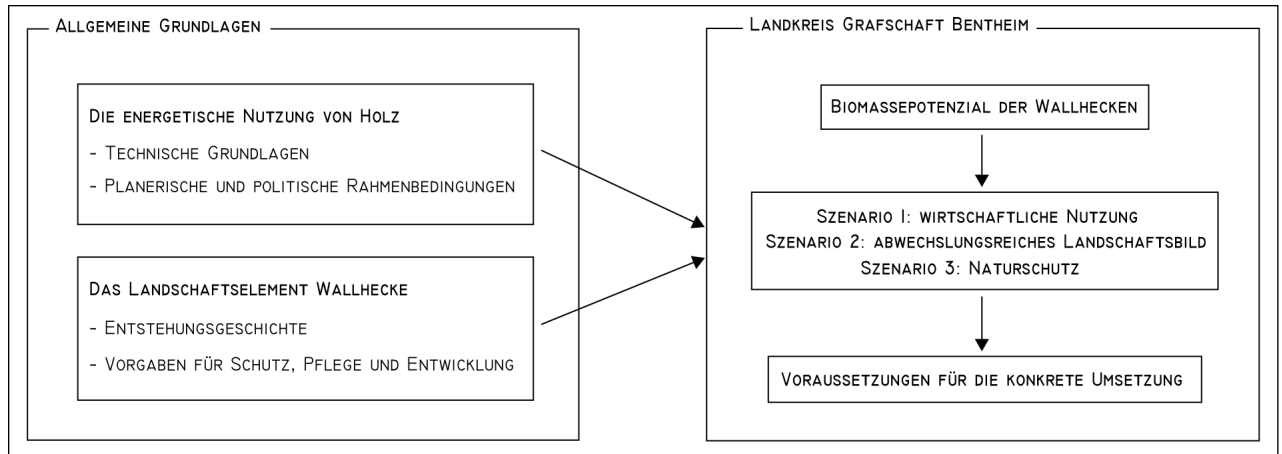 Allgemeine Grundlagen
Die energetische Nutzung von Holz
- Technische Grundlagen
- Planerische und politische Rahmenbedingungen
Das Landschaftselement Wallhecke
- Entstehungsgeschichte
- Vorgaben für Schutz, Pflege und Entwicklung
Landkreis Grafschaft Bentheim
Biomassepotenzial der Wallhecken
Szenario 1: wirtschaftliche Nutzung
Szenario 2: abwechslungsreiches Landschaftsbild
Szenario 3: Naturschutz
Voraussetzungen für die konkrete Umsetzung